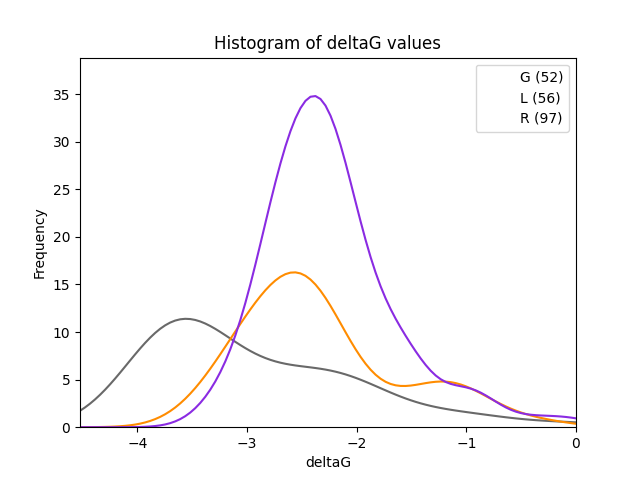 Histogram of deltaG values
G (52)
L (56)
R (97)
Frequency
35
30
25
20
15
10
5
0
−4
−3
−2
−1
0
deltaG